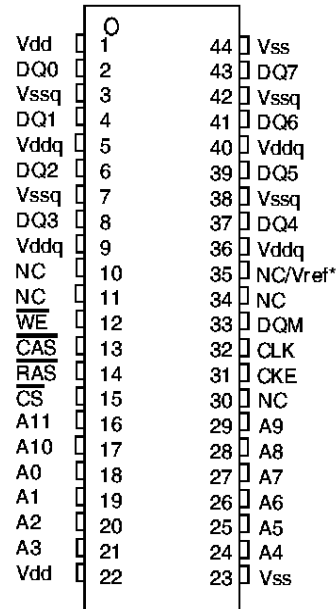 Vdd 1 44 Vss
DQ0 2 43 DQ7
Vssq 3 42 Vssq
DQ1 4 41 DQ6
Vddq 5 40 Vddq
DQ2 6 39 DQ5
Vssq 7 38 Vssq
DQ3 8 37 DQ4
Vddq 9 36 Vddq
NC 10 35 NC/Vref*
NC 11 34 NC
WE 12 33 DQM
CAS 13 32 CLK
RAS 14 31 CKE
CS 15 30 NC
A11 16 29 A9
A10 17 28 A8
A0 18 27 A7
A1 19 26 A6
A2 20 25 A5
A3 21 24 A4
Vdd 22 23 Vss